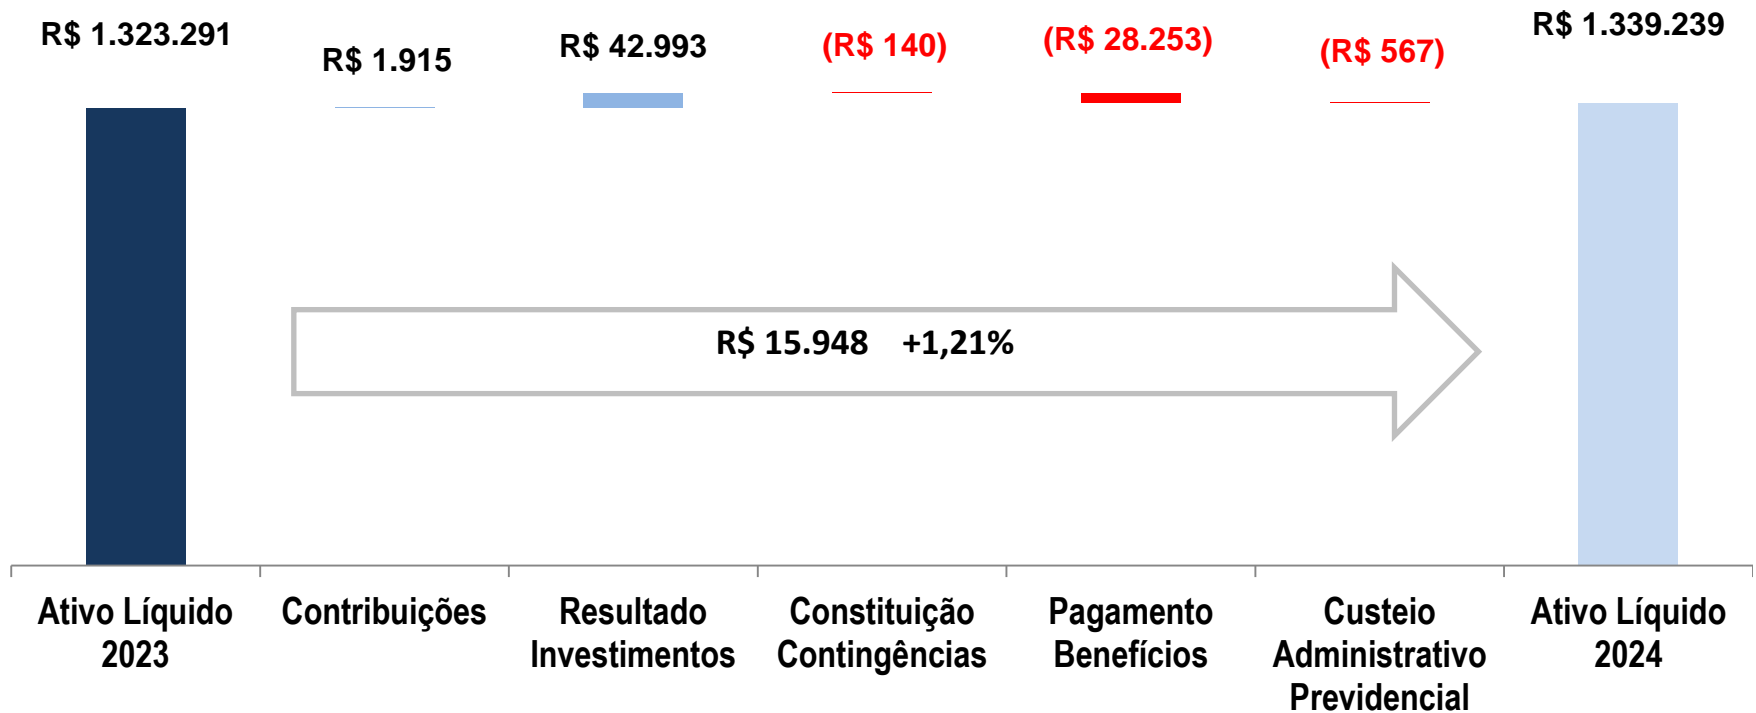 R$ 1.323.291
R$ 1.915
R$ 42.993
(R$ 140)
(R$ 28.253)
(R$ 567)
R$ 1.339.239
R$ 15.948 +1,21%
Ativo Líquido
2023
Contribuições
Resultado
Investimentos
Constituição
Contingências
Pagamento
Benefícios
Custeio
Administrativo
Previdencial
Ativo Líquido
2024